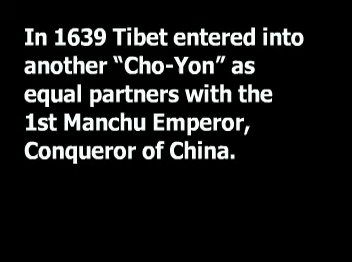 In 1639 Tibet entered into
another “Cho-Yon” as
equal partners with the
1st Manchu Emperor,
Conqueror of China.